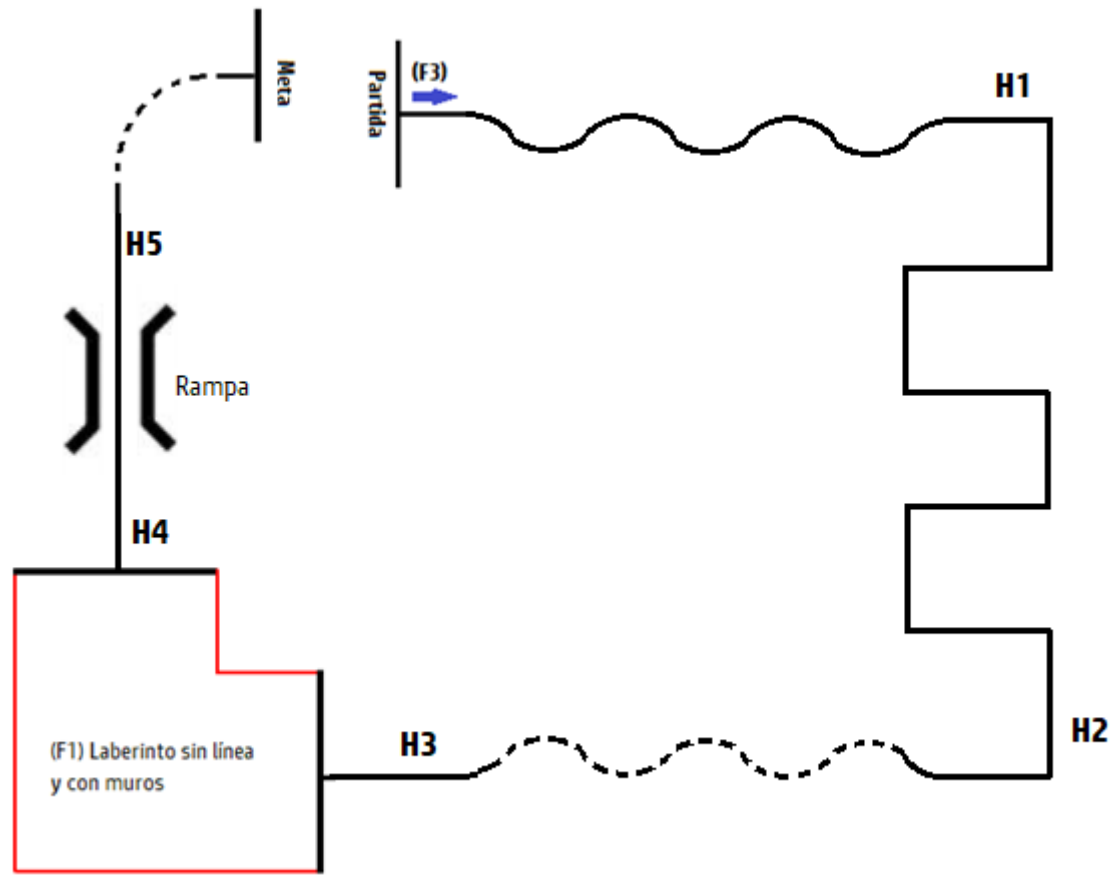 Meta
Partida
(F3)
H1
H5
Rampa
H4
H3
H2
(F1) Laberinto sin línea
y con muros